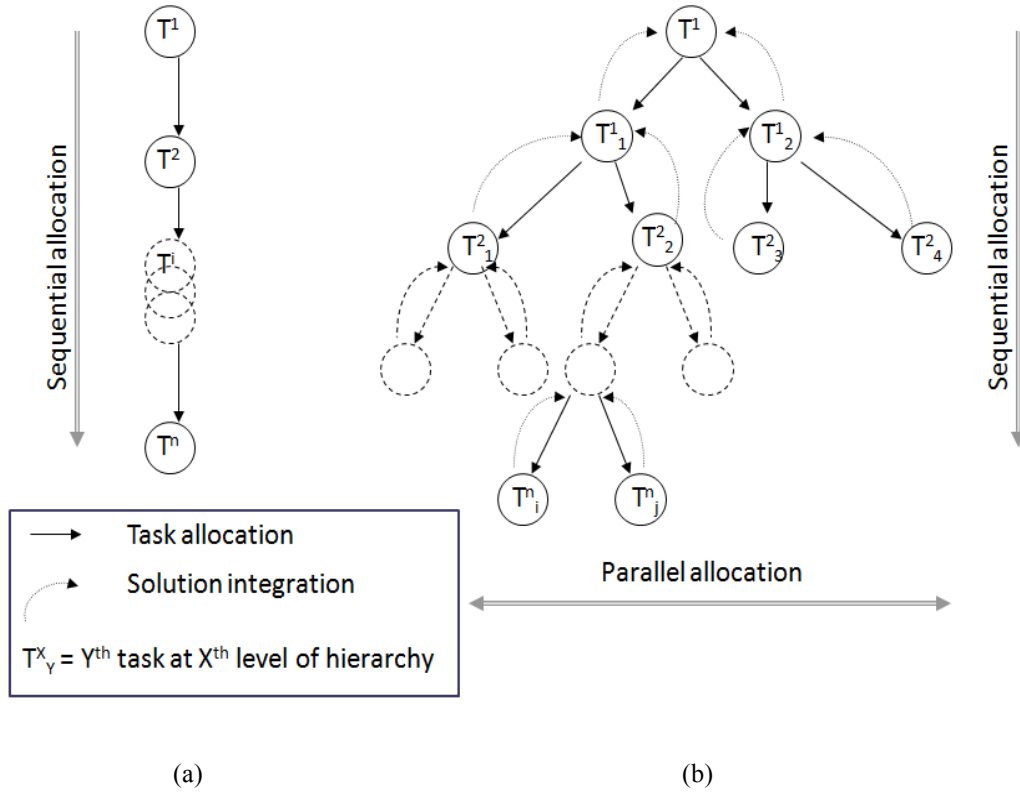 Sequential allocation
T¹
T²
Tⁱ
Tⁿ
T¹
T¹₁
T¹₂
T²₁
T²₂
T²₃
T²₄
Tⁿᵢ
Tⁿⱼ
Sequential allocation
Parallel allocation
Task allocation
Solution integration
Tˣ_Y = Yᵗʰ task at Xᵗʰ level of hierarchy
(a)
(b)